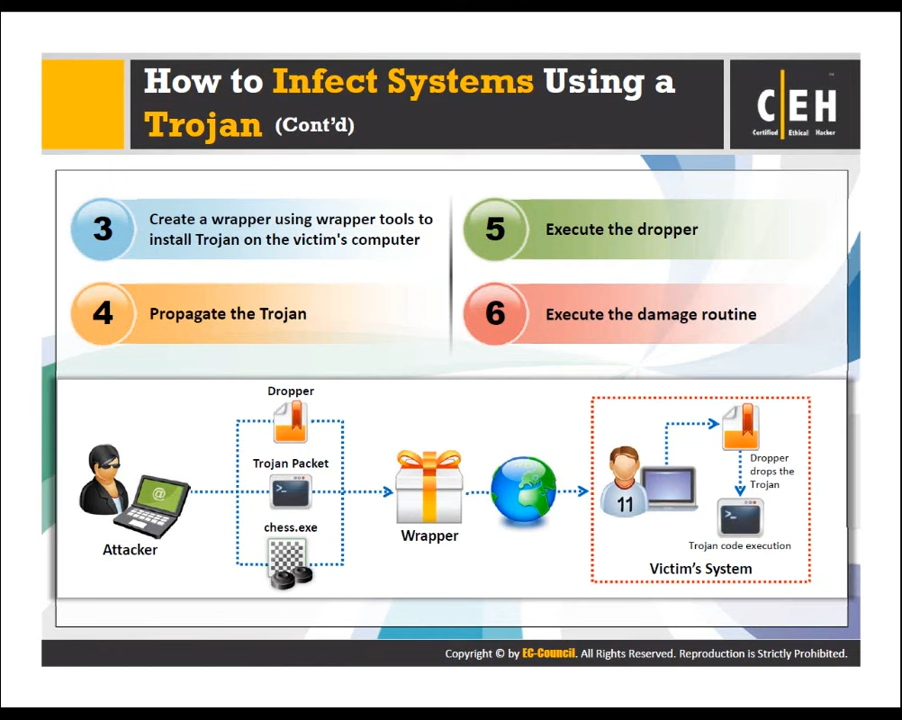 How to Infect Systems Using a
Trojan (Cont'd)
C|EH
Certified Ethical Hacker
3
Create a wrapper using wrapper tools to
install Trojan on the victim's computer
4
Propagate the Trojan
5
Execute the dropper
6
Execute the damage routine
Dropper
Trojan Packet
>_
chess.exe
@
Attacker
Wrapper
11
Dropper
drops the
Trojan
>_
Trojan code execution
Victim's System
Copyright © by EC-Council. All Rights Reserved. Reproduction is Strictly Prohibited.